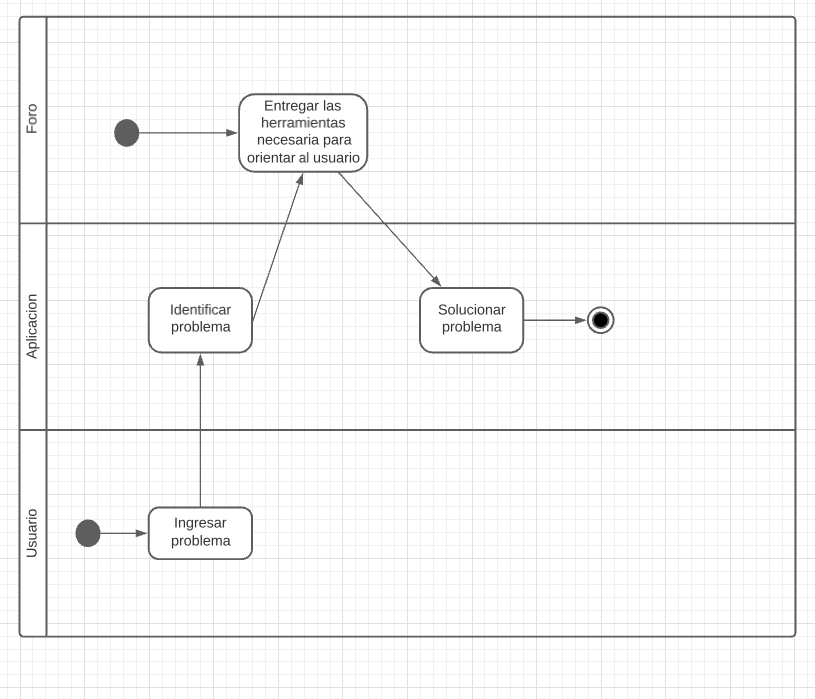 Foro
Entregar las
herramientas
necesaria para
orientar al usuario
Aplicacion
Identificar
problema
Solucionar
problema
Usuario
Ingresar
problema